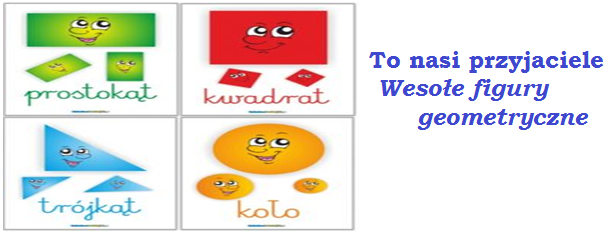 prostokąt
kwadrat
trójkąt
koło
To nasi przyjaciele
Wesołe figury
geometryczne